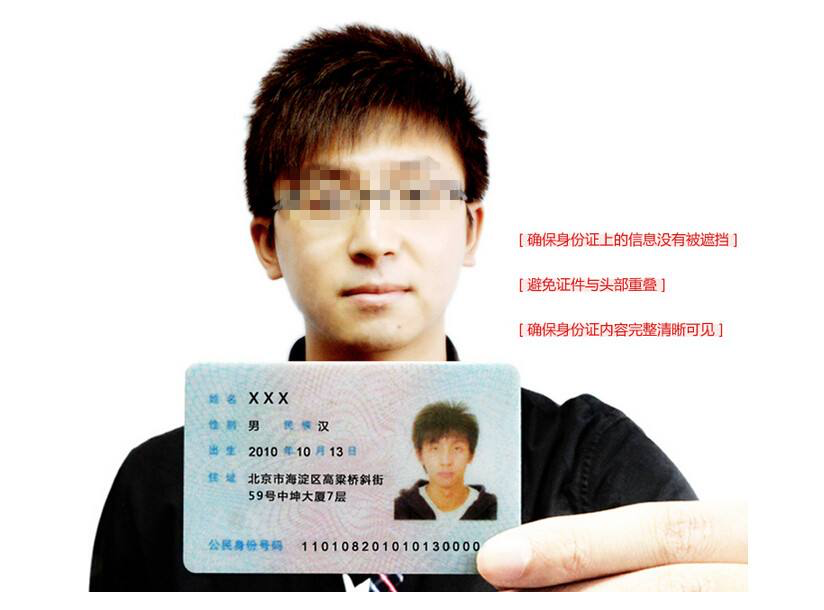 [ 确保身份证上的信息没有被遮挡 ]
[ 避免证件与头部重叠 ]
[ 确保身份证内容完整清晰可见 ]
姓名 XXX
性别 男 民族 汉
出生 2010 年 10 月 13 日
住址 北京市海淀区高粱桥斜街
59号中坤大厦7层
公民身份号码 110108201010130000